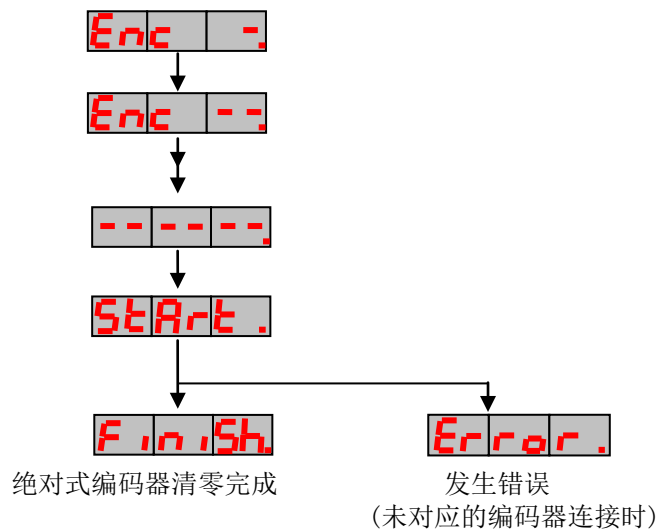 Enc -.
Enc --.
------.
StArt .
FiniSh.
Error .
绝对式编码器清零完成
发生错误
(未对应的编码器连接时)